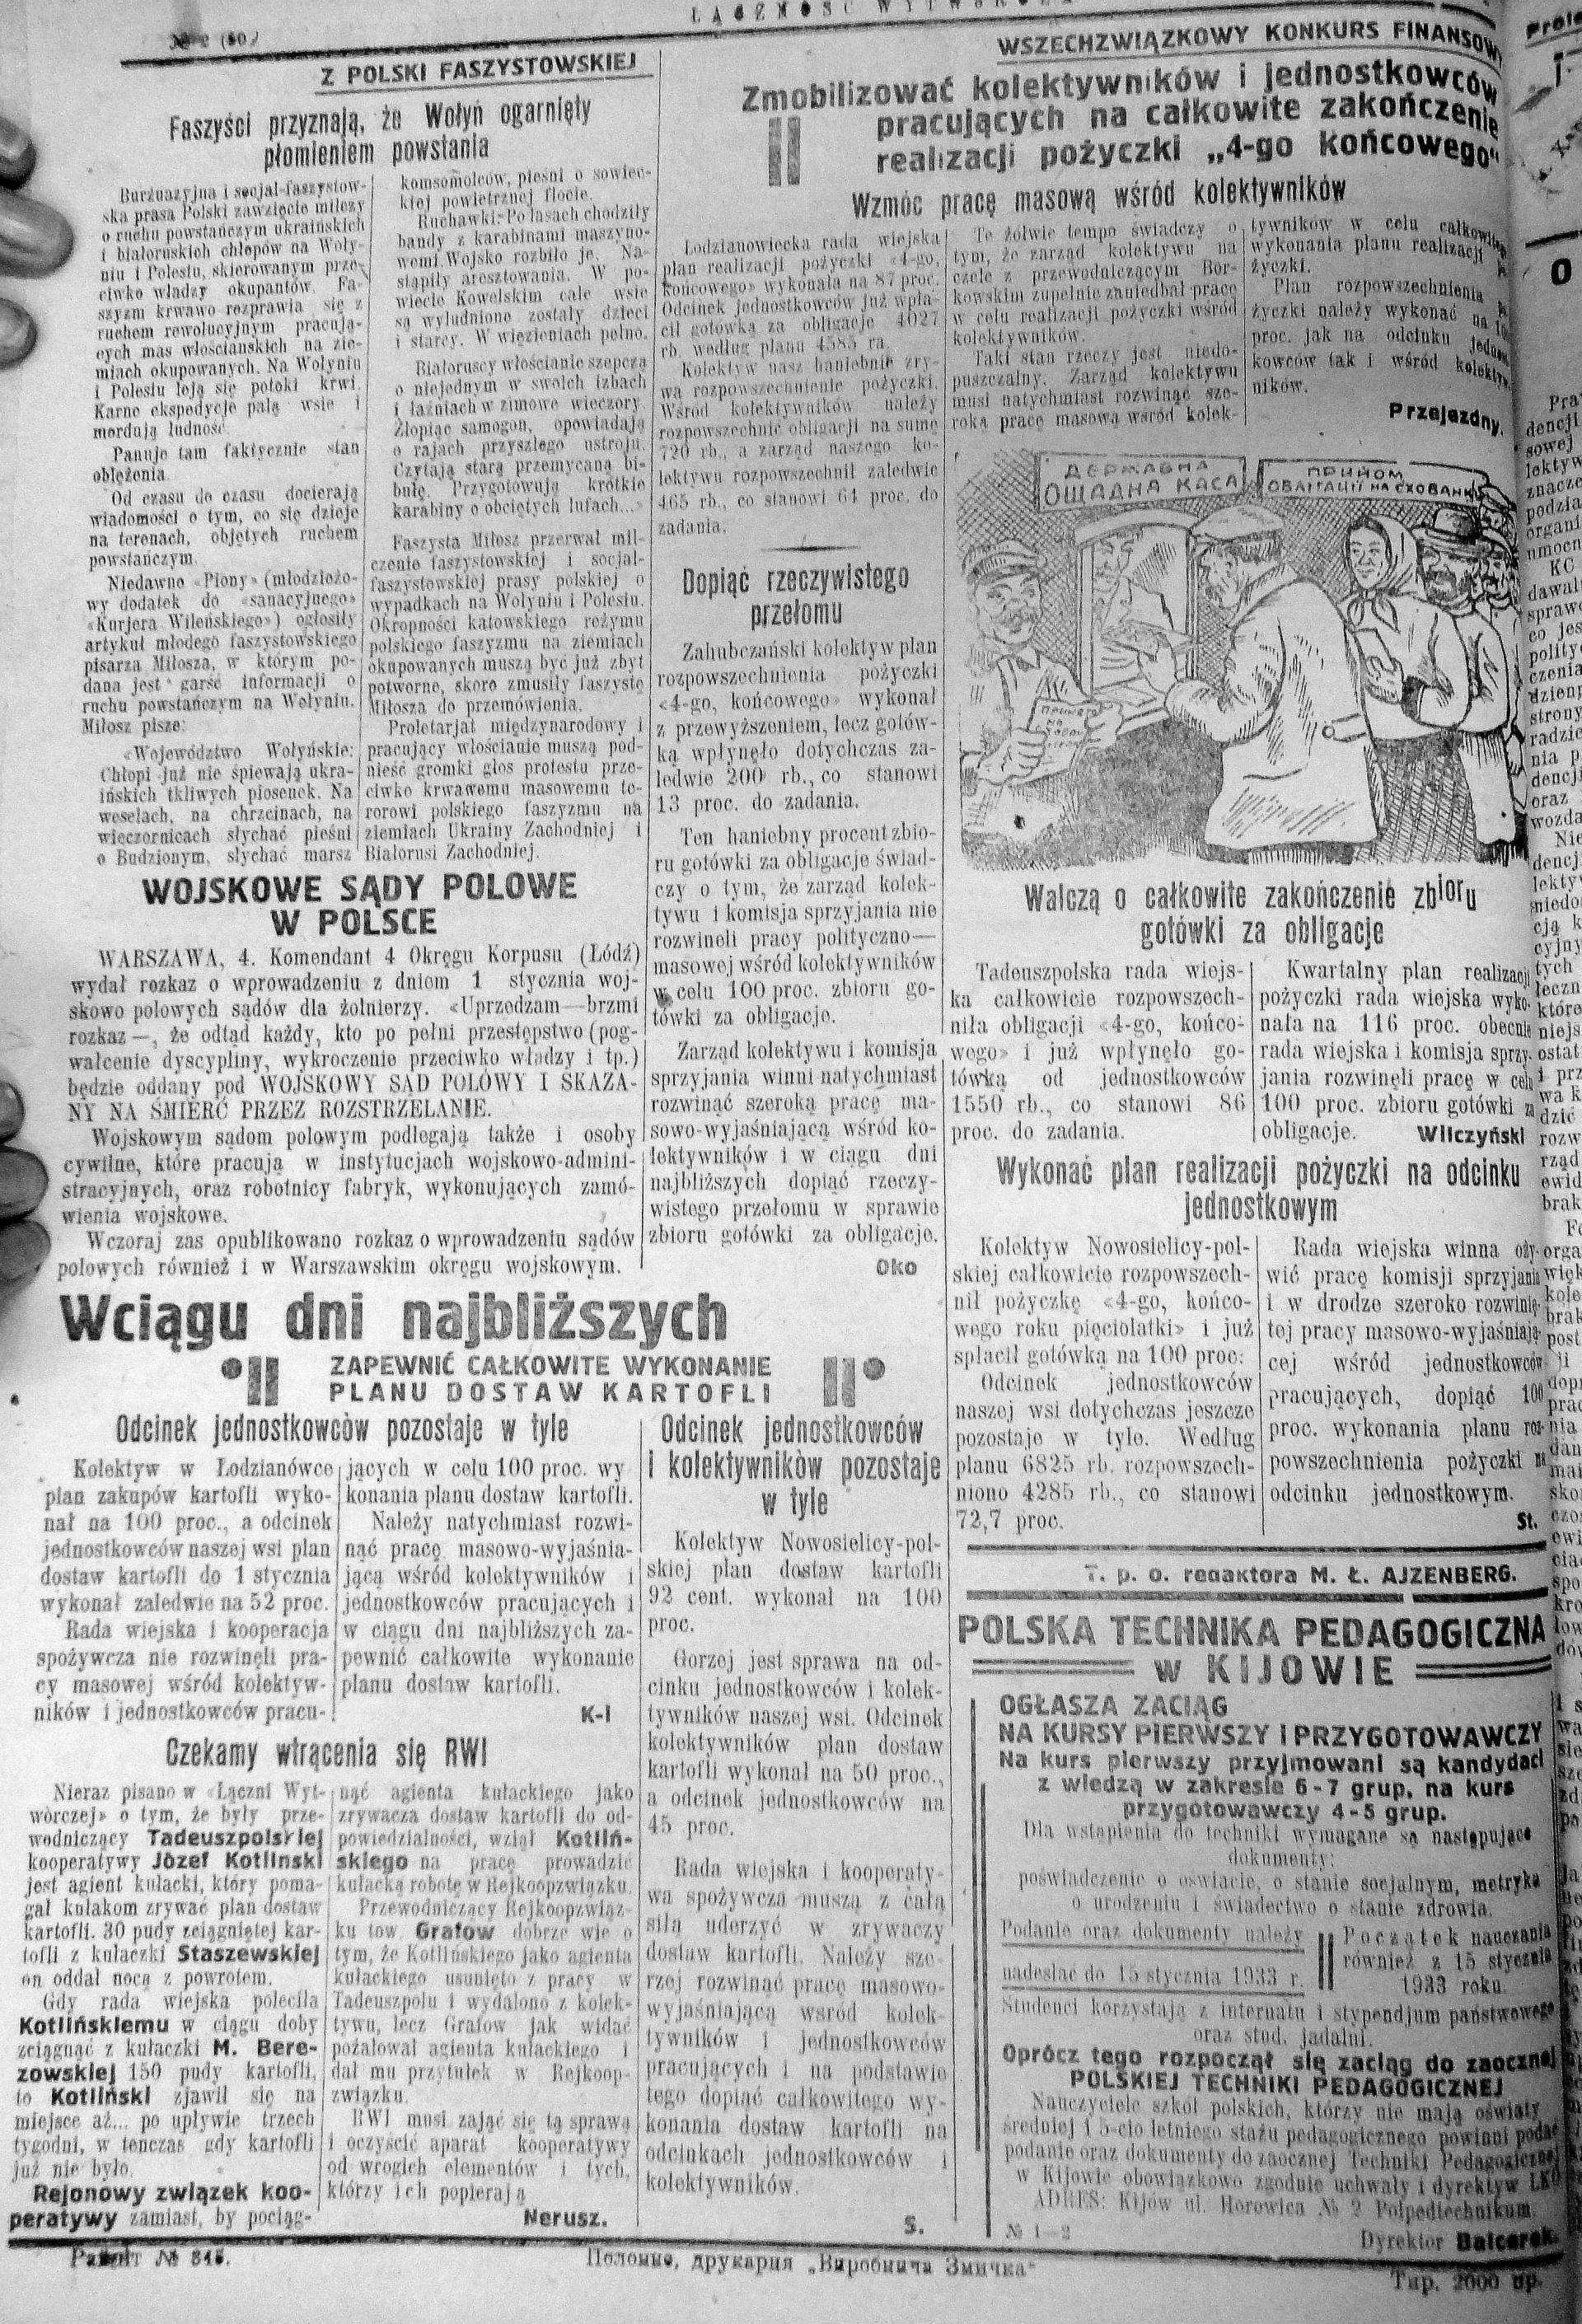 № 2 (80)
ŁĄCZNOŚĆ WYTWÓRCZA
Z POLSKI FASZYSTOWSKIEJ
Faszyści przyznają, że Wołyń ogarnięty
płomieniem powstania
Burżuazyjna i socjal-faszystow-
ska prasa Polski zawzięcie milczy
o ruchu powstańczym ukraińskich
i białoruskich chłopów na Woły-
niu i Polesiu, skierowanym prze-
ciwko władzy okupantów. Fa-
szyzm krwawo rozprawia się z
ruchem rewolucyjnym pracują-
cych mas włościańskich na zie-
miach okupowanych. Na Wołyniu
i Polesiu leją się potoki krwi.
Karne ekspedycje palą wsie i
mordują ludność.
Panuje tam faktycznie stan
oblężenia.
Od czasu do czasu docierają
wiadomości o tym, co się dzieje
na terenach, objętych ruchem
powstańczym.
Niedawno «Piony» (młodzieżo-
wy dodatek do «sanacyjnego»
«Kurjera Wileńskiego») ogłosiły
artykuł młodego faszystowskiego
pisarza Miłosza, w którym po-
dana jest garść informacji o
ruchu powstańczym na Wołyniu.
Miłosz pisze:
«Województwo Wołyńskie:
Chłopi już nie śpiewają ukra-
ińskich tkliwych piosenek. Na
weselach, na chrzcinach, na
wieczornicach słychać pieśni
o Budzionym, słychać marsz
komsomolców, pieśni o sowiec-
kiej powietrznej flocie.
Ruchawki: Po lasach chodziły
bandy z karabinami maszyno-
wemi. Wojsko rozbiło je. Na-
stąpiły aresztowania. W po-
wiecie Kowelskim całe wsie
są wyludnione zostały dzieci
i starcy. W więzieniach pełno.
Białoruscy włościanie szepczą
o niejednym w swoich izbach
i łaźniach w zimowe wieczory.
Żłopiąc samogon, opowiadają
o rajach przyszłego ustroju.
Czytają starą przemycaną bi-
bułę. Przygotowują krótkie
karabiny o obciętych lufach...»
Faszysta Miłosz przerwał mil-
czenie faszystowskiej i socjal-
faszystowskiej prasy polskiej o
wypadkach na Wołyniu i Polesiu.
Okropności katowskiego reżymu
polskiego faszyzmu na ziemiach
okupowanych muszą być już zbyt
potworne, skoro zmusiły faszystę
Miłosza do przemówienia.
Proletarjat międzynarodowy i
pracujący włościanie muszą pod-
nieść gromki głos protestu prze-
ciwko krwawemu masowemu te-
rorowi polskiego faszyzmu na
ziemiach Ukrainy Zachodniej i
Białorusi Zachodniej.
WOJSKOWE SĄDY POLOWE
W POLSCE
WARSZAWA, 4. Komendant 4 Okręgu Korpusu (Łódź)
wydał rozkaz o wprowadzeniu z dniem 1 stycznia woj-
skowo polowych sądów dla żołnierzy. «Uprzedzam—brzmi
rozkaz—, że odtąd każdy, kto po pełni przestępstwo (pog-
wałcenie dyscypliny, wykroczenie przeciwko władzy i tp.)
będzie oddany pod WOJSKOWY SĄD POLOWY I SKAZA-
NY NA ŚMIERĆ PRZEZ ROZSTRZELANIE.
Wojskowym sądom polowym podlegają także i osoby
cywilne, które pracują w instytucjach wojskowo-admini-
stracyjnych, oraz robotnicy fabryk, wykonujących zamó-
wienia wojskowe.
Wczoraj zas opublikowano rozkaz o wprowadzeniu sądów
polowych również i w Warszawskim okręgu wojskowym.
WSZECHZWIĄZKOWY KONKURS FINANSOWY
Zmobilizować kolektywników i jednostkowców
pracujących na całkowite zakończenie
realizacji pożyczki „4-go końcowego“
Wzmóc pracę masową wśród kolektywników
Łodzianowiecka rada wiejska
plan realizacji pożyczki «4-go,
końcowego» wykonała na 87 proc.
Odcinek jednostkowców już wpła-
cił gotówką za obligacje 4027
rb. według planu 4585 ra.
Kolektyw nasz haniebnie zry-
wa rozpowszechnienie pożyczki.
Wśród kolektywników należy
rozpowszechnić obligacji na sumę
720 rb., a zarząd naszego ko-
lektywu rozpowszechnił zaledwie
465 rb., co stanowi 64 proc. do
zadania.
Te żółwie tempo świadczy o
tym, że zarząd kolektywu na
czele z przewodniczącym Bor-
kowskim zupełnie zaniedbał pracę
w celu realizacji pożyczki wśród
kolektywników.
Taki stan rzeczy jest niedo-
puszczalny. Zarząd kolektywu
musi natychmiast rozwinąć sze-
roką pracę masową wśród kolek-
tywników w celu całkowitego
wykonania planu realizacji
życzki.
Plan rozpowszechnienia
życzki należy wykonać na 100
proc. jak na odcinku jednost-
kowców tak i wśród kolektyw-
ników.
Przejezdny.
ДЕРЖАВНА
ОЩАДНА КАСА
ПРИЙОМ
ОБЛІГАЦІЙ НА СХОВАННЯ
Dopiąć rzeczywistego
przełomu
Zahubczański kolektyw plan
rozpowszechnienia pożyczki
«4-go, końcowego» wykonał
z przewyższeniem, lecz gotów-
ką wpłynęło dotychczas za-
ledwie 200 rb., co stanowi
13 proc. do zadania.
Ten haniebny procent zbio-
ru gotówki za obligacje świad-
czy o tym, że zarząd kolek-
tywu i komisja sprzyjania nie
rozwineli pracy polityczno—
masowej wśród kolektywników
w celu 100 proc. zbioru go-
tówki za obligacje.
Zarząd kolektywu i komisja
sprzyjania winni natychmiast
rozwinąć szeroką pracę ma-
sowo-wyjaśniającą wśród ko-
lektywników i w ciągu dni
najbliższych dopiąć rzeczy-
wistego przełomu w sprawie
zbioru gotówki za obligacje.
Oko
Walczą o całkowite zakończenie zbioru
gotówki za obligacje
Tadeuszpolska rada wiejs-
ka całkowicie rozpowszech-
niła obligacji «4-go, końco-
wego» i już wpłynęło go-
tówką od jednostkowców
1550 rb., co stanowi 86
proc. do zadania.
Kwartalny plan realizacji
pożyczki rada wiejska wyko-
nała na 116 proc. obecnie
rada wiejska i komisja sprzy-
jania rozwinęli pracę w celu
100 proc. zbioru gotówki za
obligacje.
Wilczyński
Wykonać plan realizacji pożyczki na odcinku
jednostkowym
Kolektyw Nowosielicy-pol-
skiej całkowicie rozpowszech-
nił pożyczkę «4-go, końco-
wego roku pięciolatki» i już
spłacił gotówką na 100 proc.
Odcinek jednostkowców
naszej wsi dotychczas jeszcze
pozostaje w tyle. Według
planu 6825 rb. rozpowszech-
niono 4285 rb., co stanowi
72,7 proc.
Rada wiejska winna oży-
wić pracę komisji sprzyjania
i w drodze szeroko rozwinię-
tej pracy masowo-wyjaśniają-
cej wśród jednostkowców
pracujących, dopiąć 100
proc. wykonania planu roz-
powszechnienia pożyczki na
odcinku jednostkowym.
St.
T. p. o. redaktora M. Ł. AJZENBERG.
Wciągu dni najbliższych
ZAPEWNIĆ CAŁKOWITE WYKONANIE
PLANU DOSTAW KARTOFLI
Odcinek jednostkowców pozostaje w tyle
Kolektyw w Łodzianówce
plan zakupów kartofli wyko-
nał na 100 proc., a odcinek
jednostkowców naszej wsi plan
dostaw kartofli do 1 stycznia
wykonał zaledwie na 52 proc.
Rada wiejska i kooperacja
spożywcza nie rozwinęli pra-
cy masowej wśród kolektyw-
ników i jednostkowców pracu-
jących w celu 100 proc. wy
konania planu dostaw kartofli.
Należy natychmiast rozwi-
nąć pracę masowo-wyjaśnia-
jącą wśród kolektywników i
jednostkowców pracujących i
w ciągu dni najbliższych za-
pewnić całkowite wykonanie
planu dostaw kartofli.
K-I
Czekamy wtrącenia się RWI
Nieraz pisano w «Łączni Wyt-
wórczej» o tym, że były prze-
wodniczący Tadeuszpolskiej
kooperatywy Józef Kotliński
jest agient kułacki, który poma-
gał kułakom zrywać plan dostaw
kartofli. 30 pudy zciągniętej kar-
tofli z kułaczki Staszewskiej
on oddał nocą z powrotem.
Gdy rada wiejska poleciła
Kotlińskiemu w ciągu doby
zciągnąć z kułaczki M. Bere-
zowskiej 150 pudy kartofli,
to Kotliński zjawił się na
miejsce aż... po upływie trzech
tygodni, w tenczas gdy kartofli
już nie było.
Rejonowy związek koo-
peratywy zamiast, by pociąg-
nąć agienta kułackiego jako
zrywacza dostaw kartofli do od-
powiedzialności, wziął Kotliń-
skiego na pracę prowadzić
kułacką robotę w Rejkoopzwiązku.
Przewodniczący Rejkoopzwiąz-
ku tow. Grafow dobrze wie o
tym, że Kotlińskiego jako agienta
kułackiego usunięto z pracy w
Tadeuszpolu i wydalono z kolek-
tywu, lecz Grafow jak widać
pożałował agienta kułackiego i
dał mu przytułek w Rejkoop-
związku.
RWI musi zająć się tą sprawą
i oczyścić aparat kooperatywy
od wrogich elementów i tych,
którzy ich popierają
Nerusz.
Odcinek jednostkowców
i kolektywników pozostaje
w tyle
Kolektyw Nowosielicy-pol-
skiej plan dostaw kartofli
92 cent. wykonał na 100
proc.
Gorzej jest sprawa na od-
cinku jednostkowców i kolek-
tywników naszej wsi. Odcinek
kolektywników plan dostaw
kartofli wykonał na 50 proc.,
a odcinek jednostkowców na
45 proc.
Rada wiejska i kooperaty-
wa spożywcza muszą z całą
siłą uderzyć w zrywaczy
dostaw kartofli. Należy sze-
rzej rozwinąć pracę masowo-
wyjaśniającą wśród kolek-
tywników i jednostkowców
pracujących i na podstawie
tego dopiąć całkowitego wy-
konania dostaw kartofli na
odcinkach jednostkowców i
kolektywników.
S.
POLSKA TECHNIKA PEDAGOGICZNA
w KIJOWIE
OGŁASZA ZACIĄG
NA KURSY PIERWSZY I PRZYGOTOWAWCZY
Na kurs pierwszy przyjmowani są kandydaci
z wiedzą w zakresie 6-7 grup, na kurs
przygotowawczy 4-5 grup.
Dla wstąpienia do techniki wymagane są następujące
dokumenty:
poświadczenie o oswiacie, o stanie socjalnym, metryka
o urodzeniu i świadectwo o stanie zdrowia.
Podanie oraz dokumenty należy
nadesłać do 15 stycznia 1933 r.
Początek nauczania
również z 15 stycznia
1933 roku.
Studenci korzystają z internatu i stypendjum państwowego
oraz stud. jadalni.
Oprócz tego rozpoczął się zaciąg do zaocznej
POLSKIEJ TECHNIKI PEDAGOGICZNEJ
Nauczyciele szkół polskich, którzy nie mają oświaty
średniej i 5-cio letniego stażu pedagogicznego powinni podać
podanie oraz dokumenty do zaocznej Techniki Pedagogicznej
w Kijowie obowiązkowo zgodnie uchwały i dyrektyw LKO
ADRES: Kijów ul. Horowica № 2 Polpedtechnikum.
№ 1—2
Dyrektor Balcerek.
Райліт № 345.
Полонне, друкарня „Виробнича Змичка“
Тир. 2000 пр.